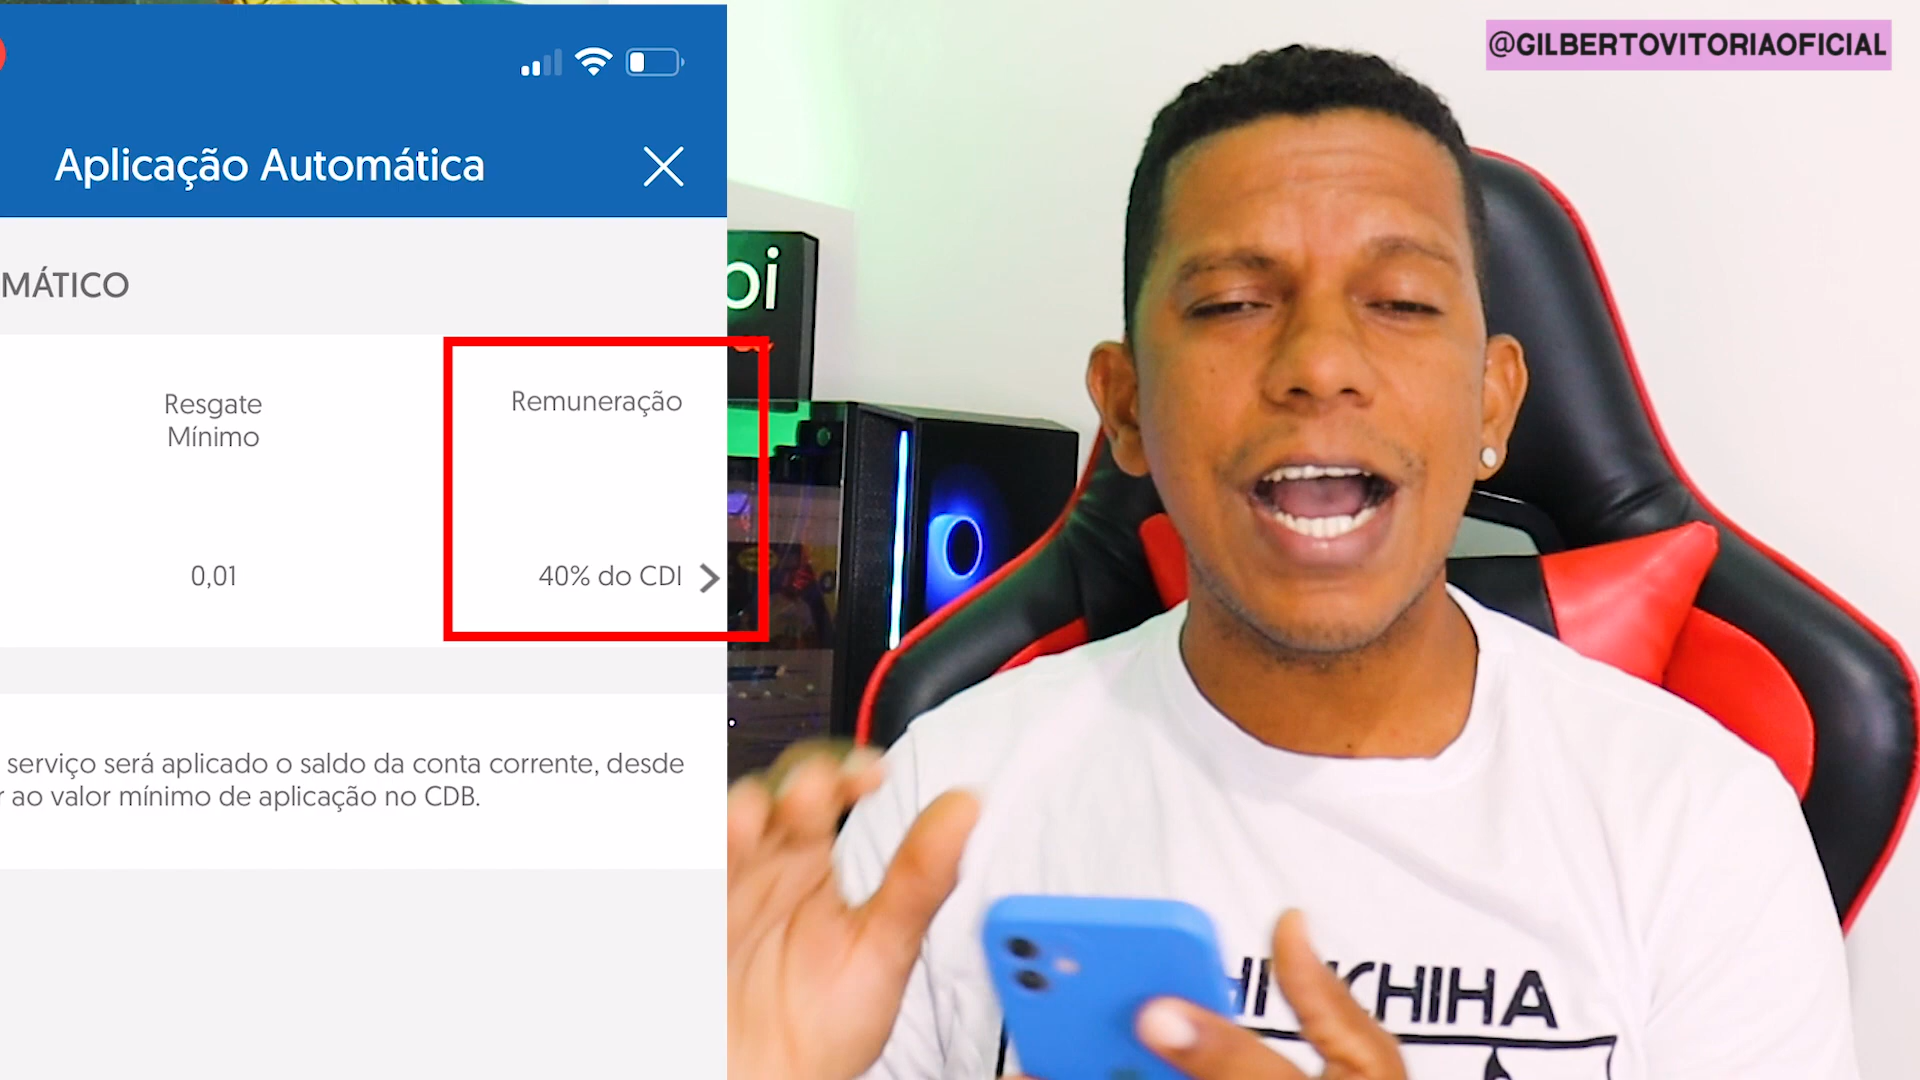 @GILBERTOVITORIAOFICIAL
Aplicação Automática
MÁTICO
Resgate
Mínimo
Remuneração
0,01
40% do CDI
serviço será aplicado o saldo da conta corrente, desde
r ao valor mínimo de aplicação no CDB.
pi
CHIHA